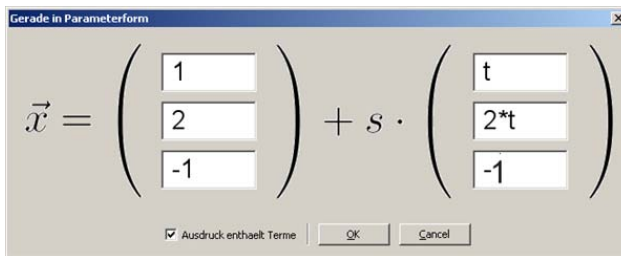 Gerade in Parameterform
1 t
x⃗ = 2 + s · 2*t
-1 -1
Ausdruck enthaelt Terme OK Cancel